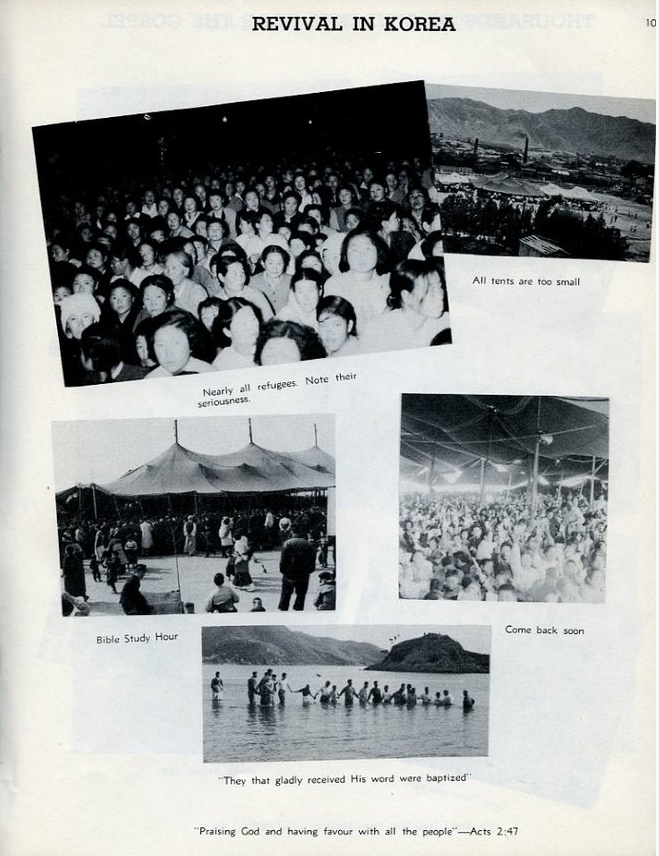 REVIVAL IN KOREA
10
All tents are too small
Nearly all refugees. Note their
seriousness.
Bible Study Hour
Come back soon
"They that gladly received His word were baptized"
"Praising God and having favour with all the people"—Acts 2:47